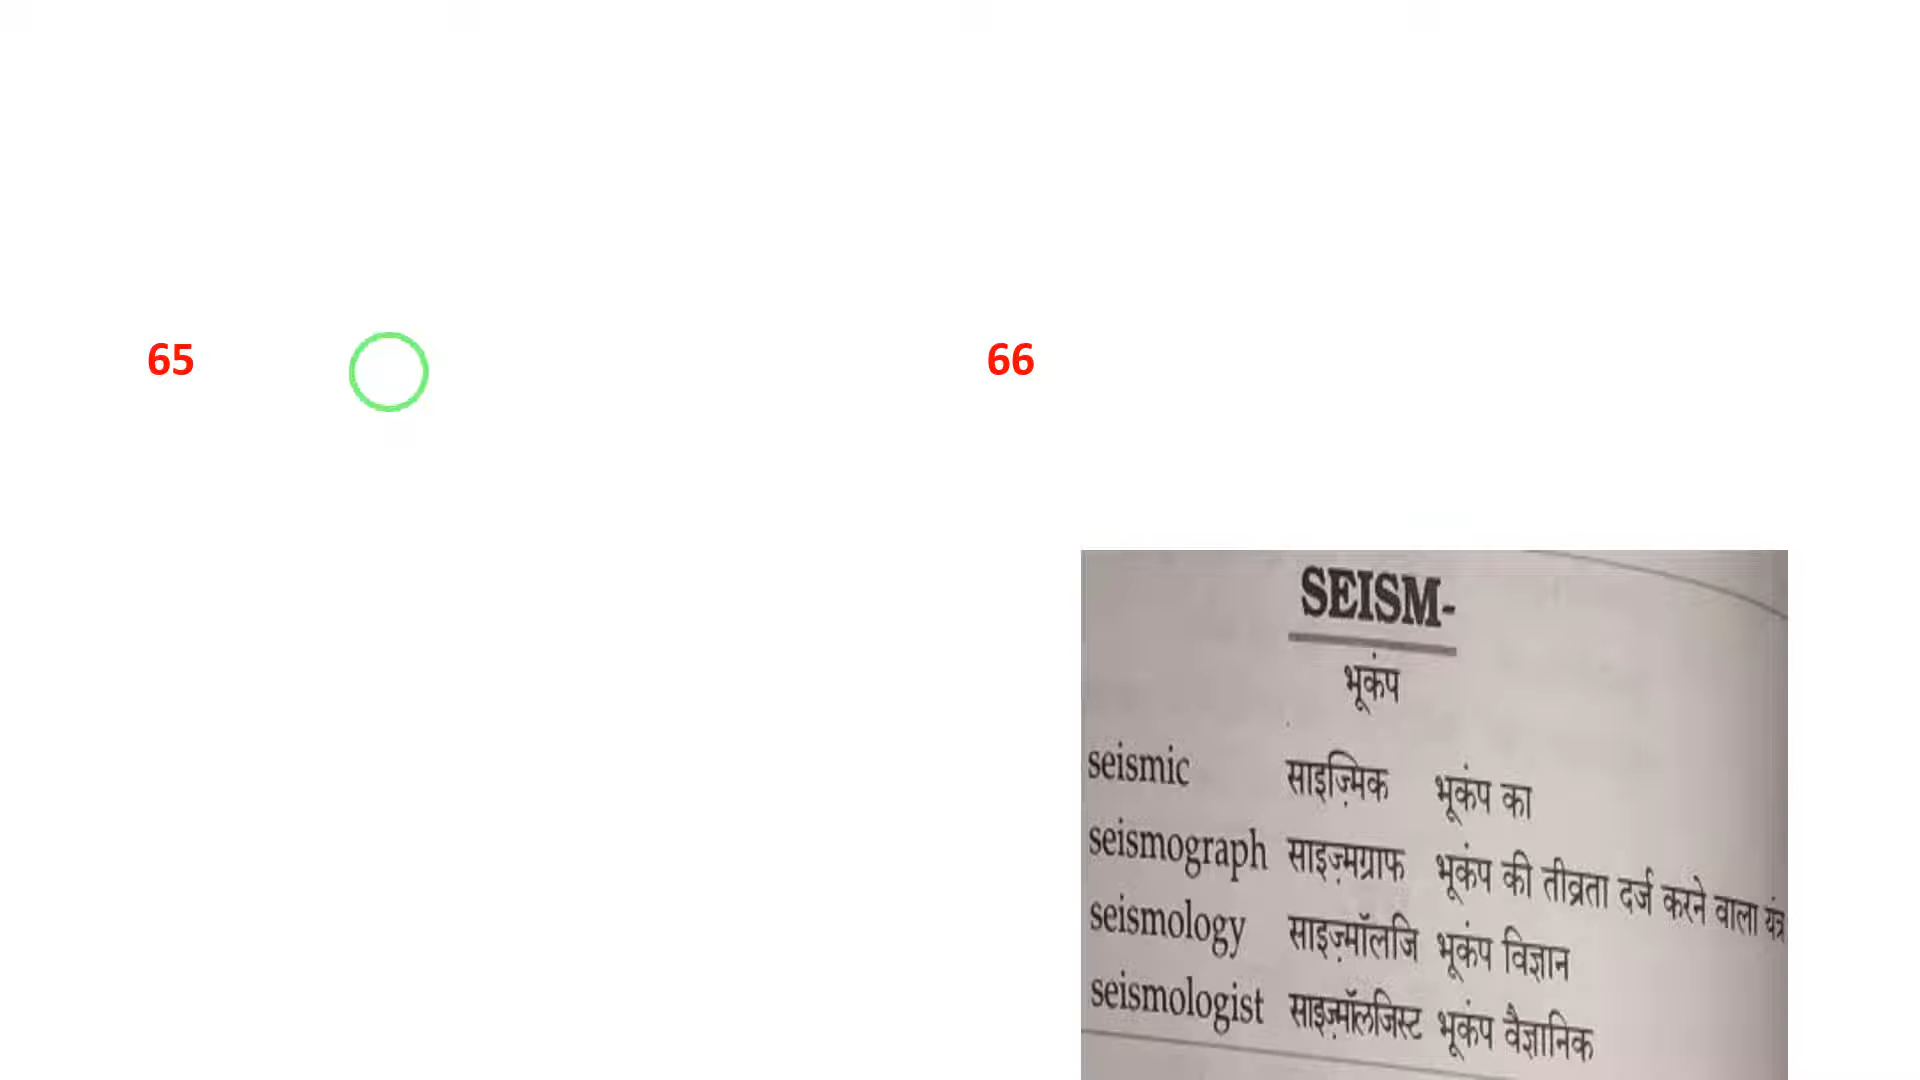 65
66
SEISM-
भूकंप
seismic साइज़्मिक भूकंप का
seismograph साइज़्मग्राफ भूकंप की तीव्रता दर्ज करने वाला यंत्र
seismology साइज़्मॉलजि भूकंप विज्ञान
seismologist साइज़्मॉलजिस्ट भूकंप वैज्ञानिक